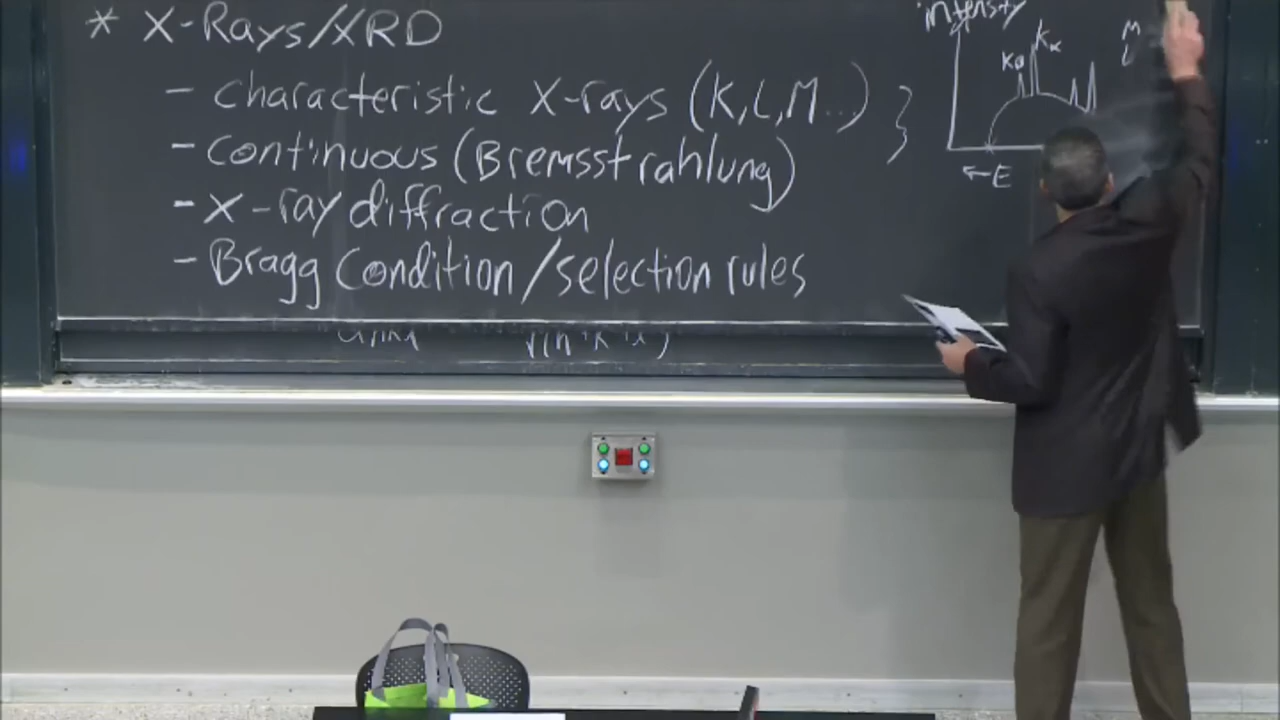 * X-Rays/XRD
- characteristic X-rays (K,L,M...)
- continuous (Bremsstrahlung)
- X-ray diffraction
- Bragg Condition/selection rules
intensity
Kα
Kβ
M
L
←E